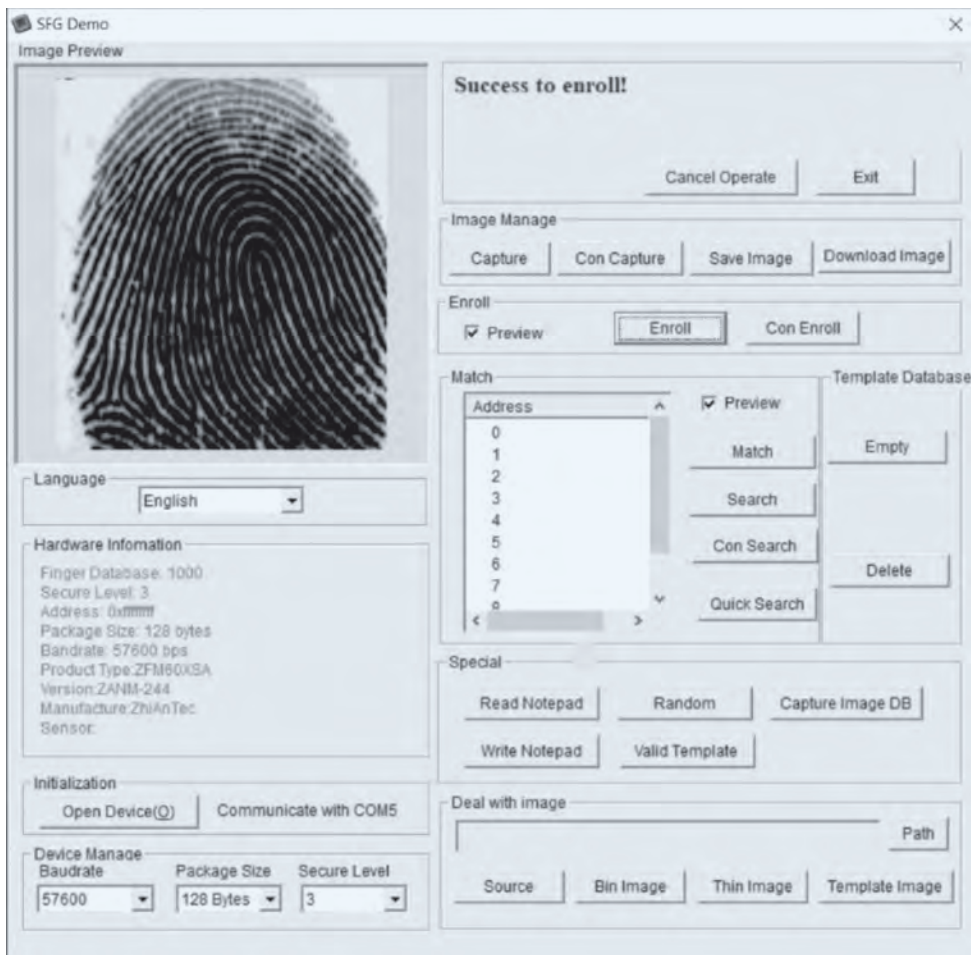 SFG Demo
Image Preview
Success to enroll!
Cancel Operate
Exit
Image Manage
Capture
Con Capture
Save Image
Download Image
Enroll
Preview
Enroll
Con Enroll
Match
Address
0
1
2
3
4
5
6
7
Preview
Match
Search
Con Search
Quick Search
Template Database
Empty
Delete
Language
English
Hardware Infomation
Finger Database: 1000
Secure Level: 3
Address: 0xffffffff
Package Size: 128 bytes
Bandrate: 57600 bps
Product Type:ZFM60XSA
Version:ZANM-244
Manufacture:ZhiAnTec
Sensor:
Special
Read Notepad
Random
Capture Image DB
Write Notepad
Valid Template
Initialization
Open Device(O)
Communicate with COM5
Device Manage
Baudrate
Package Size
Secure Level
57600
128 Bytes
3
Deal with image
Path
Source
Bin Image
Thin Image
Template Image